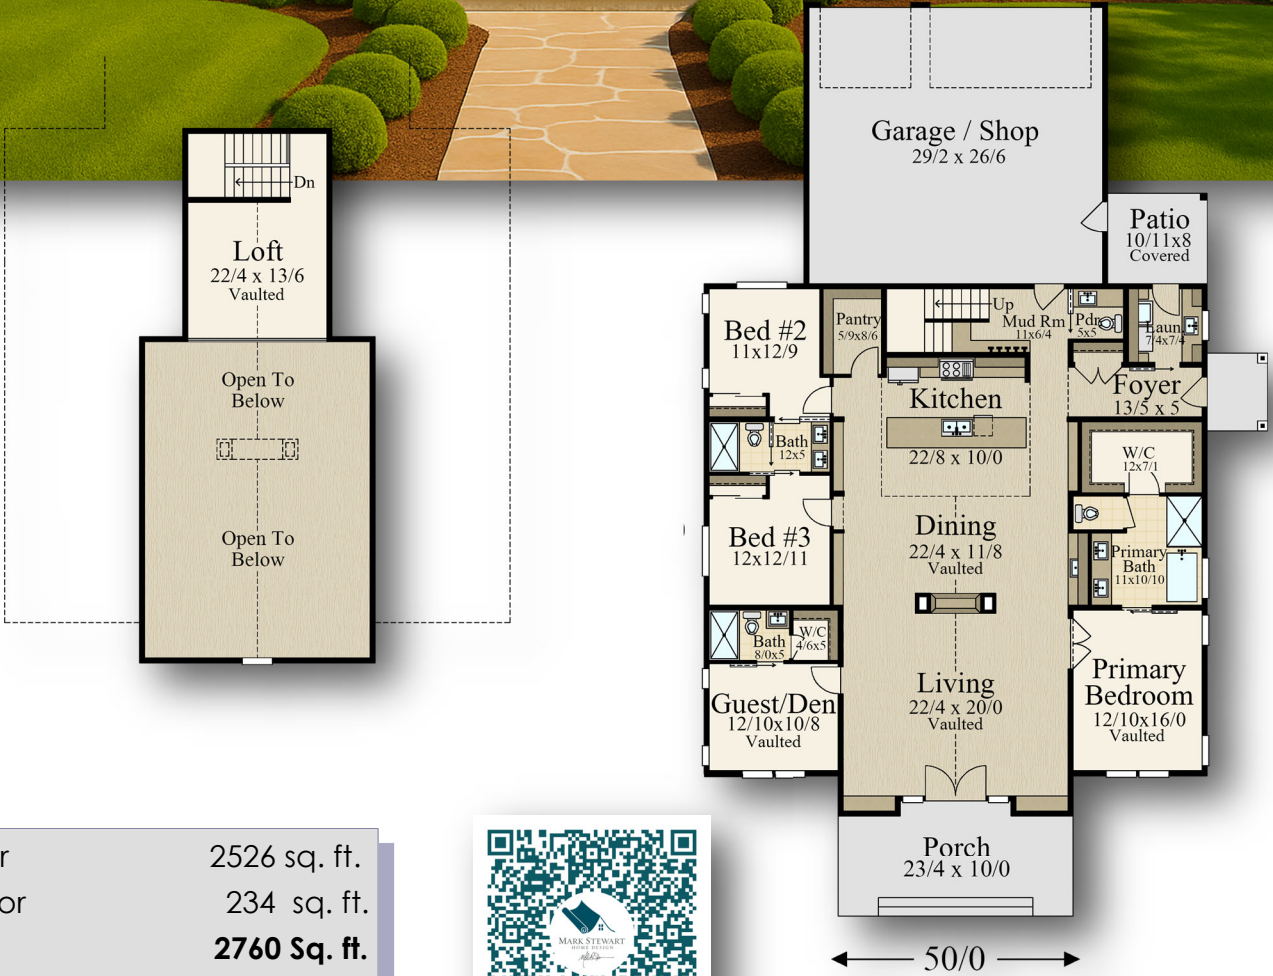 Garage / Shop
29/2 x 26/6
Dn
Loft
22/4 x 13/6
Vaulted
Open To
Below
Open To
Below
Patio
10/11x8
Covered
Bed #2
11x12/9
Pantry
5/9x8/6
Up
Mud Rm
11x6/4
Pdr
5x5
Laun.
7/4x7/4
Foyer
13/5 x 5
Kitchen
22/8 x 10/0
Bath
12x5
W/C
12x7/1
Bed #3
12x12/11
Dining
22/4 x 11/8
Vaulted
Primary
Bath
11x10/10
Bath
8/0x5
W/C
4/6x5
Guest/Den
12/10x10/8
Vaulted
Living
22/4 x 20/0
Vaulted
Primary
Bedroom
12/10x16/0
Vaulted
Porch
23/4 x 10/0
50/0
r 2526 sq. ft.
or 234 sq. ft.
2760 Sq. ft.
MARK STEWART
HOME DESIGN